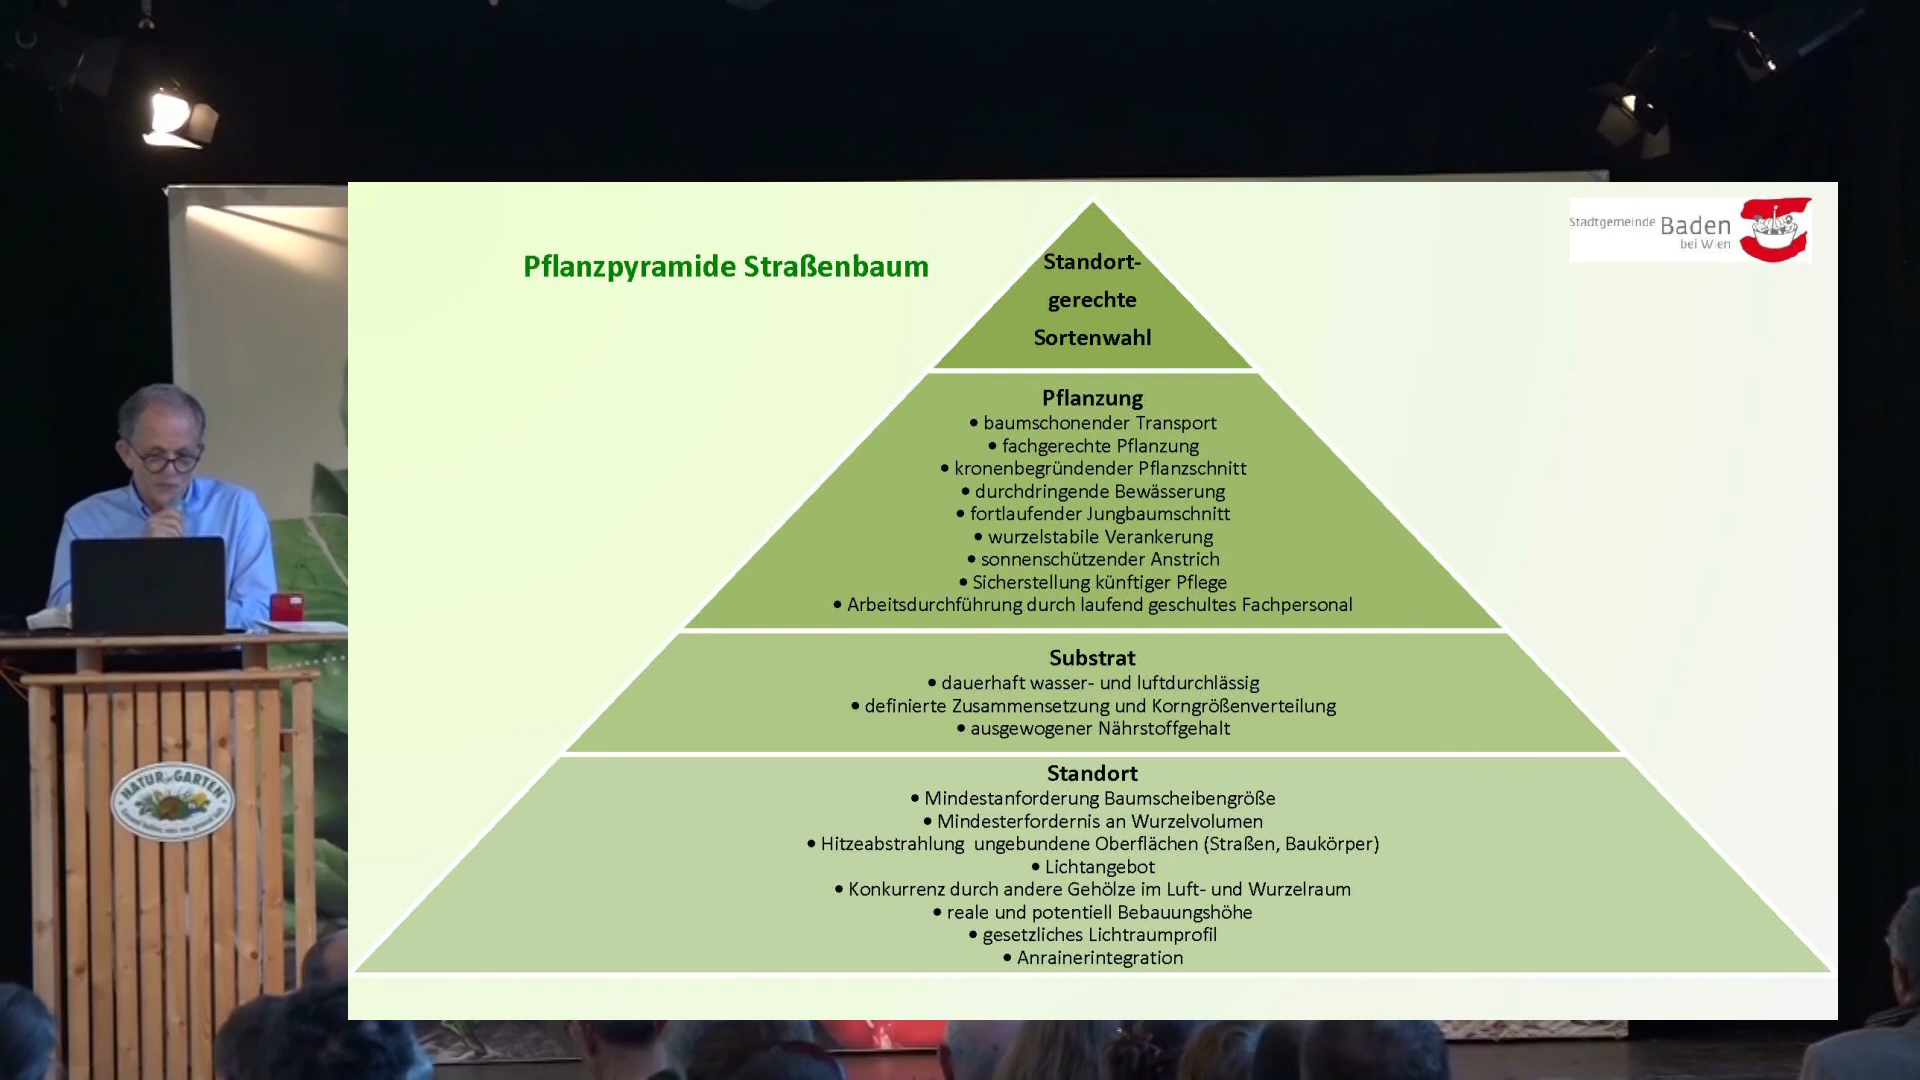 Pflanzpyramide Straßenbaum
Stadtgemeinde Baden
bei Wien
Standort-
gerechte
Sortenwahl
Pflanzung
• baumschonender Transport
• fachgerechte Pflanzung
• kronenbegründender Pflanzschnitt
• durchdringende Bewässerung
• fortlaufender Jungbaumschnitt
• wurzelstabile Verankerung
• sonnenschützender Anstrich
• Sicherstellung künftiger Pflege
• Arbeitsdurchführung durch laufend geschultes Fachpersonal
Substrat
• dauerhaft wasser- und luftdurchlässig
• definierte Zusammensetzung und Korngrößenverteilung
• ausgewogener Nährstoffgehalt
Standort
• Mindestanforderung Baumscheibengröße
• Mindesterfordernis an Wurzelvolumen
• Hitzeabstrahlung  ungebundene Oberflächen (Straßen, Baukörper)
• Lichtangebot
• Konkurrenz durch andere Gehölze im Luft- und Wurzelraum
• reale und potentiell Bebauungshöhe
• gesetzliches Lichtraumprofil
• Anrainerintegration
NATUR im GARTEN